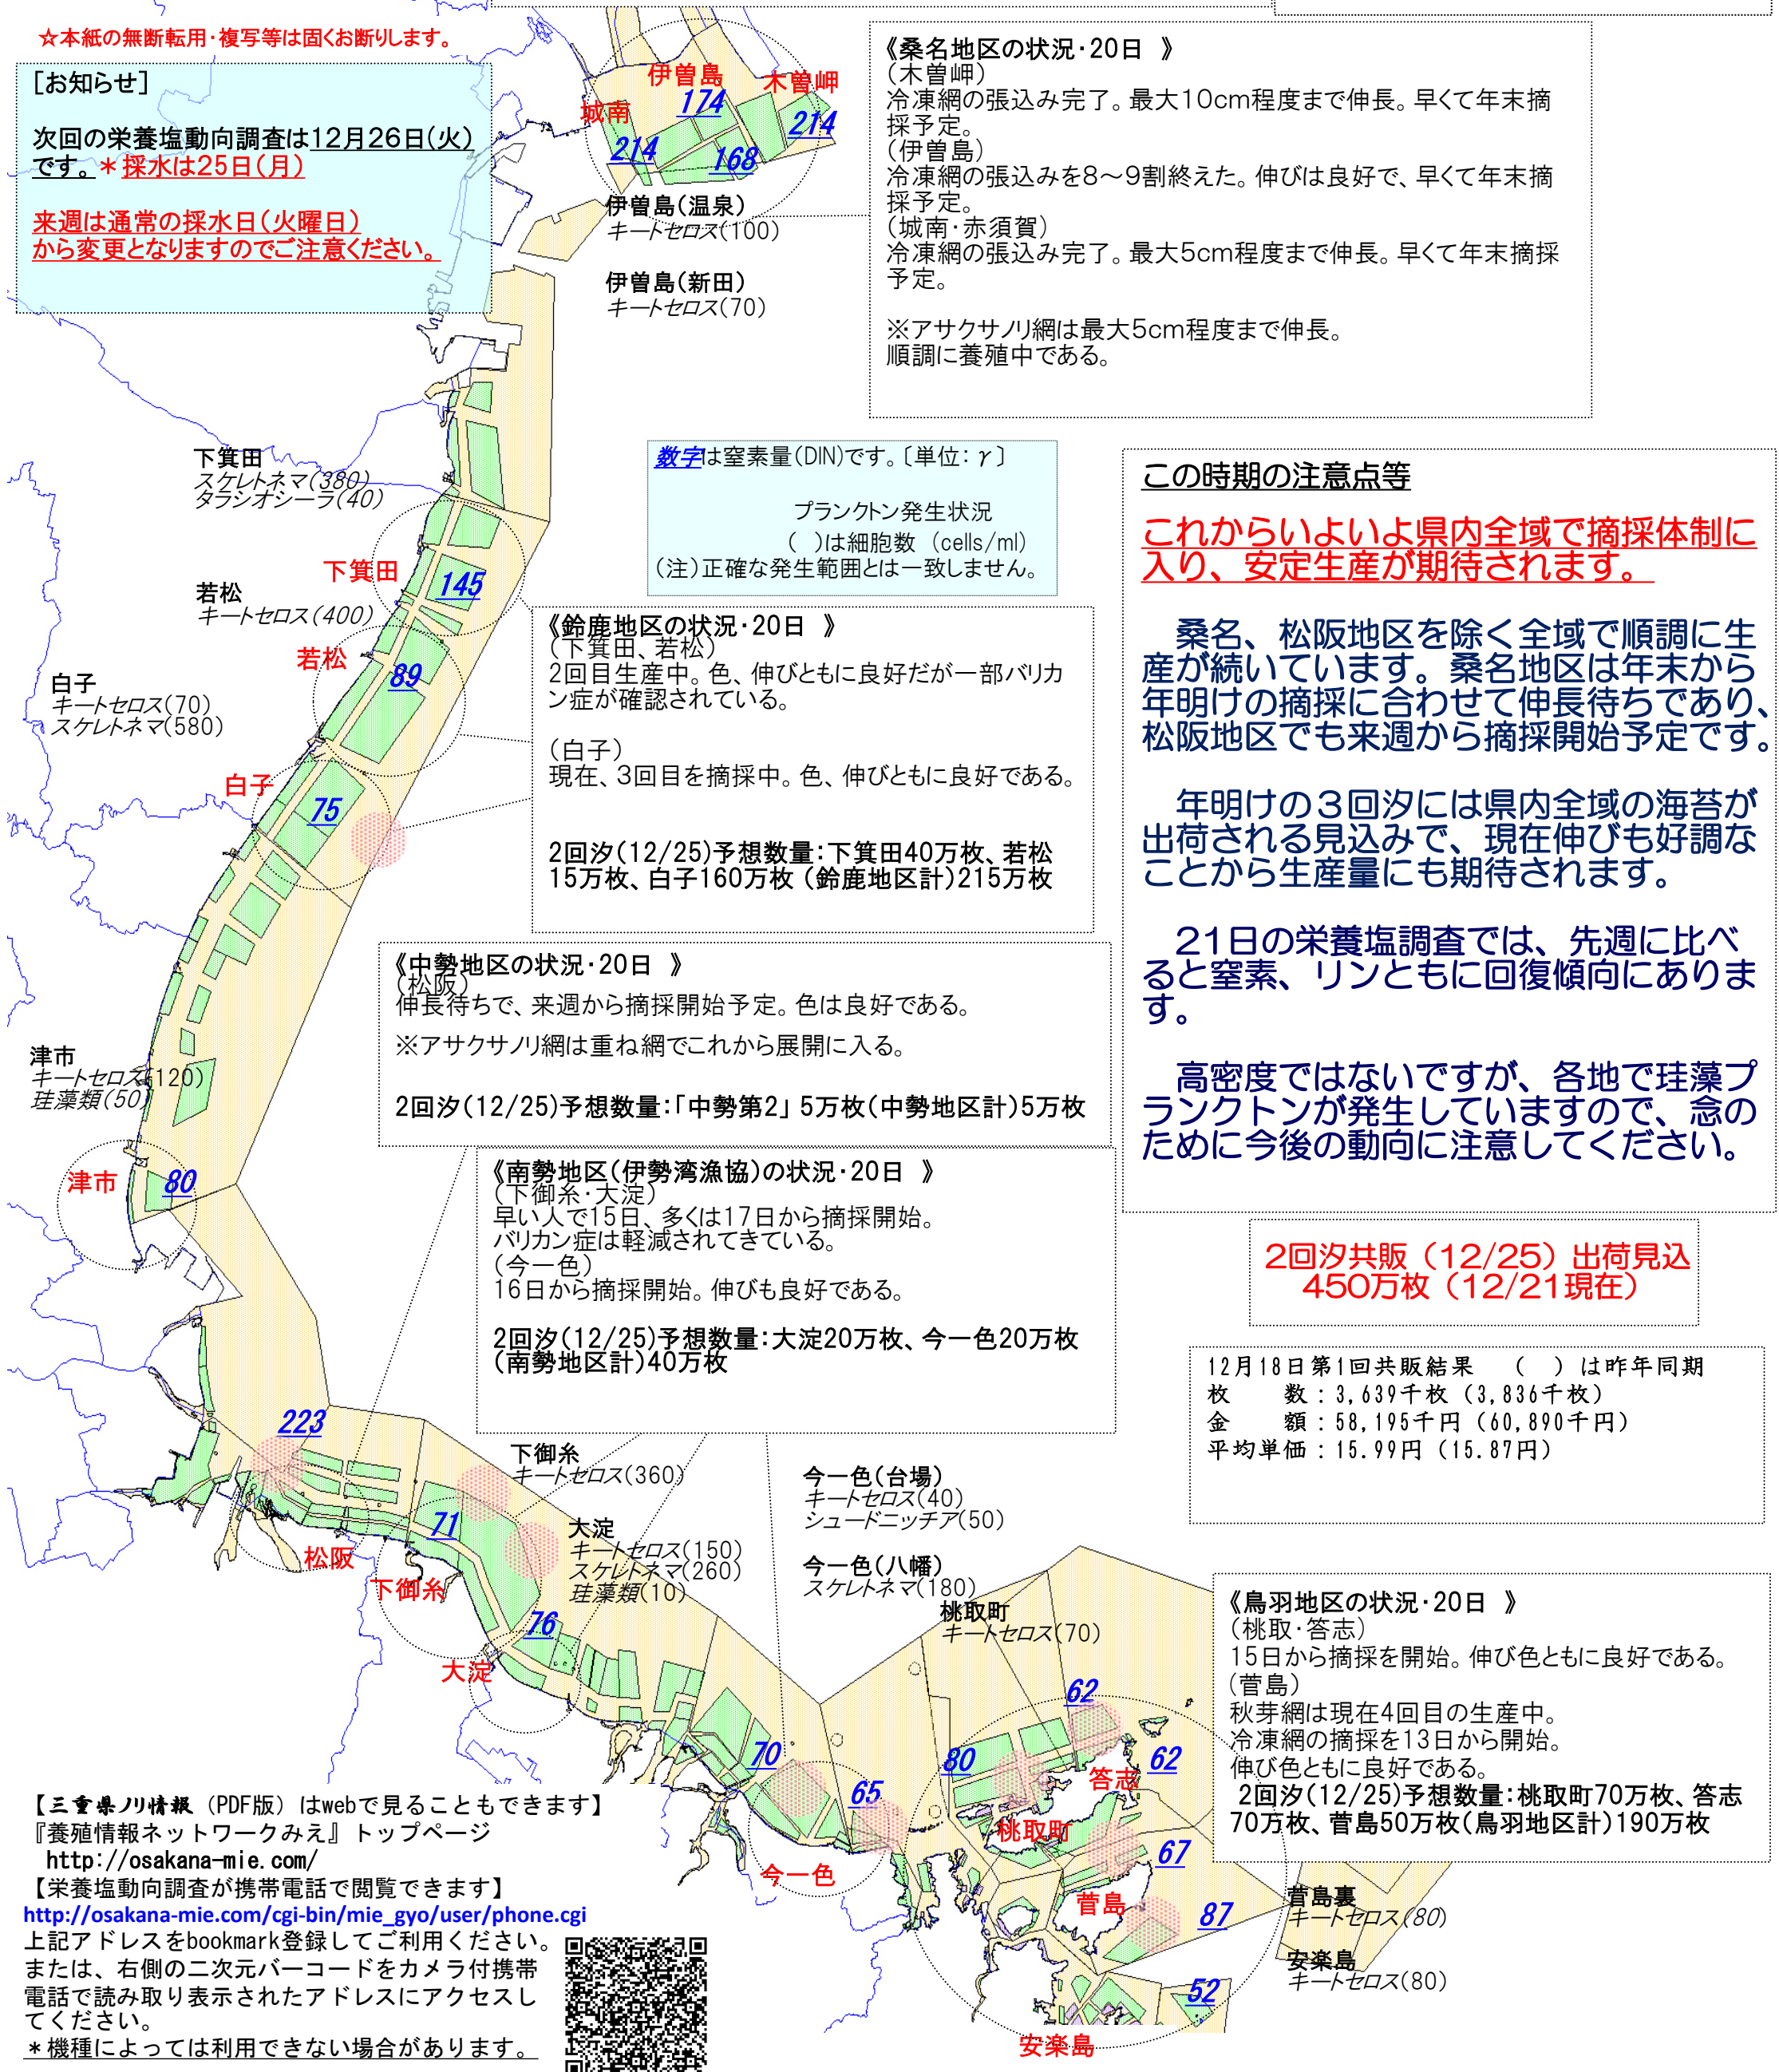 ☆本紙の無断転用・複写等は固くお断りします。
[お知らせ]
次回の栄養塩動向調査は12月26日(火)
です。＊採水は25日(月)
来週は通常の採水日(火曜日)
から変更となりますのでご注意ください。
伊曽島
木曽岬
城南
174
214
214
168
伊曽島(温泉)
キートセロス(100)
伊曽島(新田)
キートセロス(70)
《桑名地区の状況・20日 》
(木曽岬)
冷凍網の張込み完了。最大10cm程度まで伸長。早くて年末摘
採予定。
(伊曽島)
冷凍網の張込みを8～9割終えた。伸びは良好で、早くて年末摘
採予定。
(城南・赤須賀)
冷凍網の張込み完了。最大5cm程度まで伸長。早くて年末摘採
予定。
※アサクサノリ網は最大5cm程度まで伸長。
順調に養殖中である。
数字は窒素量(DIN)です。〔単位：γ〕
プランクトン発生状況
( )は細胞数 (cells/ml)
(注)正確な発生範囲とは一致しません。
下箕田
スケレトネマ(380)
タラシオシーラ(40)
下箕田
145
若松
キートセロス(400)
若松
89
白子
キートセロス(70)
スケレトネマ(580)
白子
75
《鈴鹿地区の状況・20日 》
(下箕田、若松)
2回目生産中。色、伸びともに良好だが一部バリカ
ン症が確認されている。
(白子)
現在、3回目を摘採中。色、伸びともに良好である。
2回汐(12/25)予想数量：下箕田40万枚、若松
15万枚、白子160万枚 (鈴鹿地区計)215万枚
この時期の注意点等
これからいよいよ県内全域で摘採体制に
入り、安定生産が期待されます。
桑名、松阪地区を除く全域で順調に生
産が続いています。桑名地区は年末から
年明けの摘採に合わせて伸長待ちであり、
松阪地区でも来週から摘採開始予定です。
年明けの３回汐には県内全域の海苔が
出荷される見込みで、現在伸びも好調な
ことから生産量にも期待されます。
21日の栄養塩調査では、先週に比べ
ると窒素、リンともに回復傾向にありま
す。
高密度ではないですが、各地で珪藻プ
ランクトンが発生していますので、念の
ために今後の動向に注意してください。
《中勢地区の状況・20日 》
(松阪)
伸長待ちで、来週から摘採開始予定。色は良好である。
※アサクサノリ網は重ね網でこれから展開に入る。
2回汐(12/25)予想数量：「中勢第2」 5万枚(中勢地区計)5万枚
津市
キートセロス(120)
珪藻類(50)
津市
80
《南勢地区(伊勢湾漁協)の状況・20日 》
(下御糸・大淀)
早い人で15日、多くは17日から摘採開始。
バリカン症は軽減されてきている。
(今一色)
16日から摘採開始。伸びも良好である。
2回汐(12/25)予想数量：大淀20万枚、今一色20万枚
(南勢地区計)40万枚
2回汐共販（12/25）出荷見込
450万枚（12/21現在）
12月18日第1回共販結果 ( )は昨年同期
枚 数：3,639千枚（3,836千枚）
金 額：58,195千円（60,890千円）
平均単価：15.99円（15.87円）
223
松阪
下御糸
キートセロス(360)
71
下御糸
大淀
キートセロス(150)
スケレトネマ(260)
珪藻類(10)
76
大淀
今一色(台場)
キートセロス(40)
シュードニッチア(50)
今一色(八幡)
スケレトネマ(180)
70
65
今一色
桃取町
キートセロス(70)
62
80
62
答志
桃取町
67
菅島
87
52
安楽島
《鳥羽地区の状況・20日 》
(桃取・答志)
15日から摘採を開始。伸び色ともに良好である。
(菅島)
秋芽網は現在4回目の生産中。
冷凍網の摘採を13日から開始。
伸び色ともに良好である。
2回汐(12/25)予想数量：桃取町70万枚、答志
70万枚、菅島50万枚(鳥羽地区計)190万枚
菅島裏
キートセロス(80)
安楽島
キートセロス(80)
【三重県ノリ情報（PDF版）はwebで見ることもできます】
『養殖情報ネットワークみえ』トップページ
http://osakana-mie.com/
【栄養塩動向調査が携帯電話で閲覧できます】
http://osakana-mie.com/cgi-bin/mie_gyo/user/phone.cgi
上記アドレスをbookmark登録してご利用ください。
または、右側の二次元バーコードをカメラ付携帯
電話で読み取り表示されたアドレスにアクセスし
てください。
＊機種によっては利用できない場合があります。